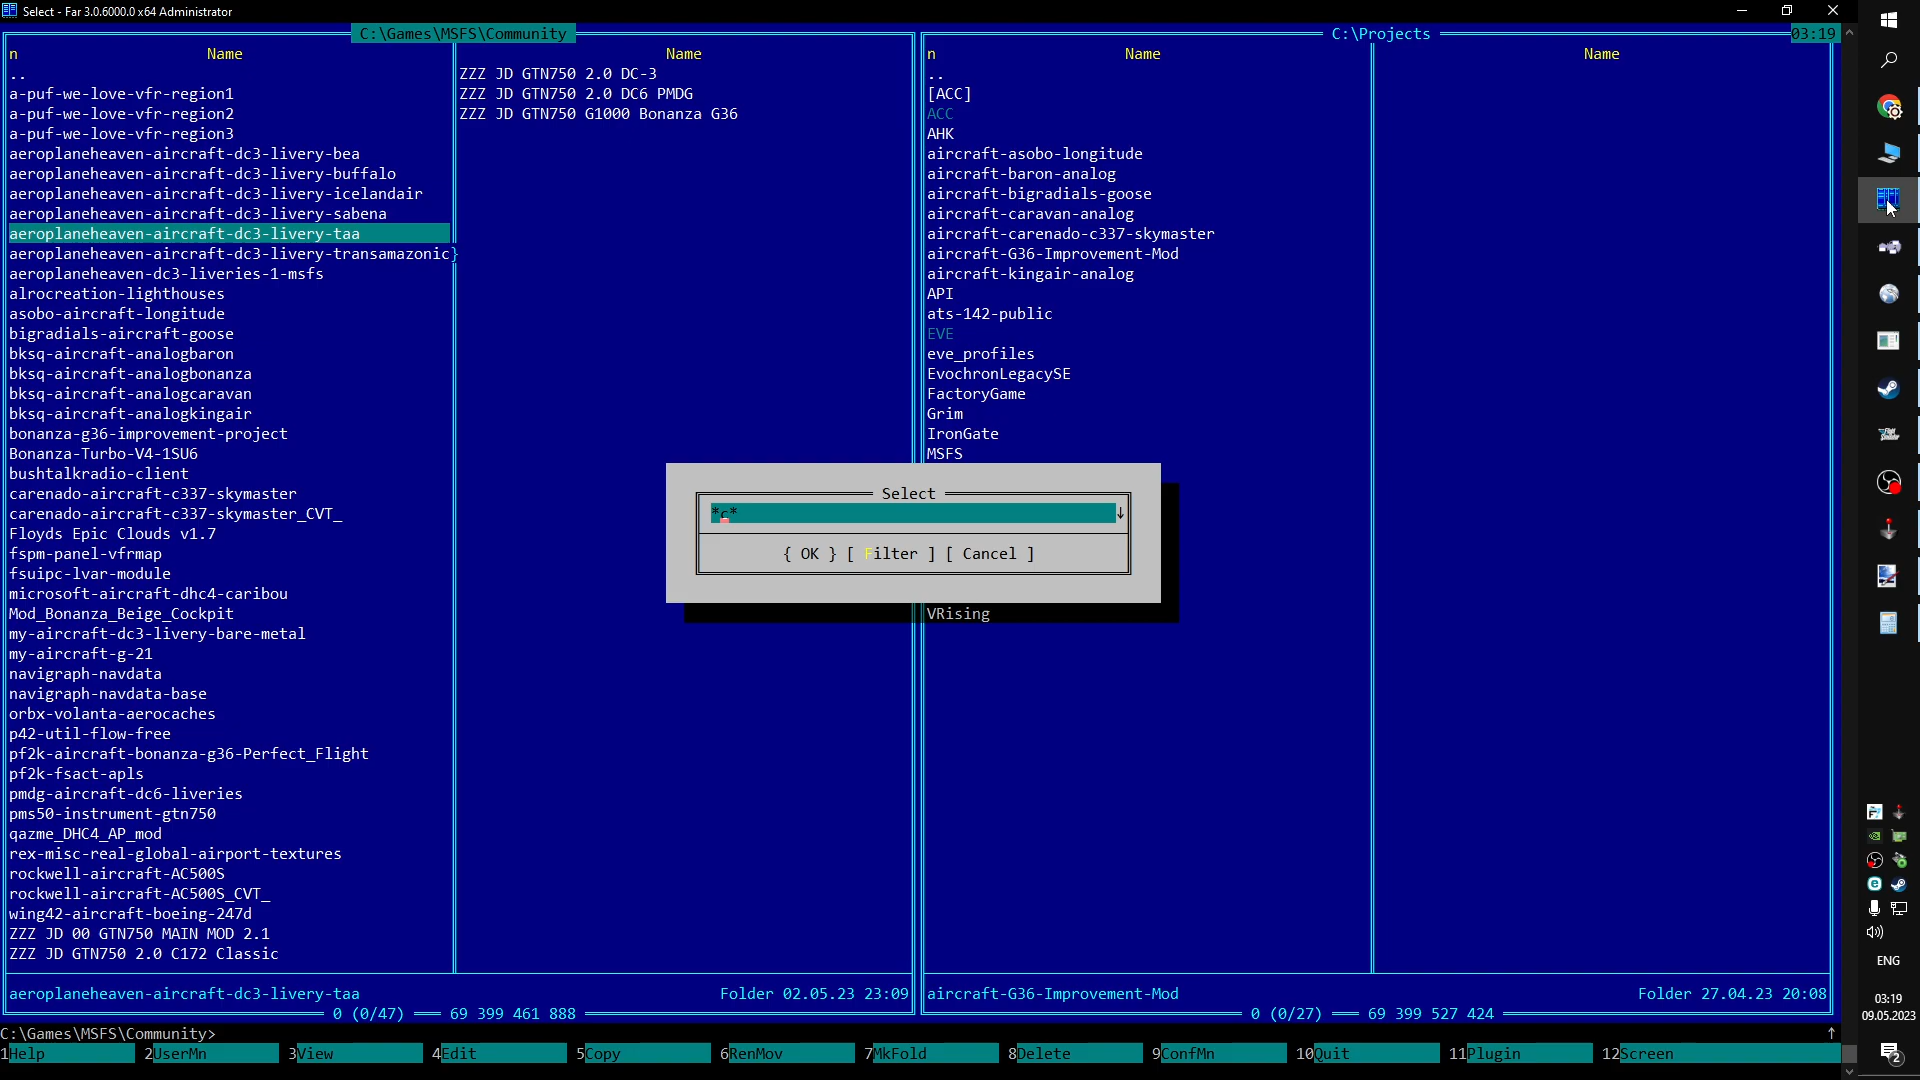 Select - Far 3.0.6000.0 x64 Administrator
C:\Games\MSFS\Community
n Name Name
..
a-puf-we-love-vfr-region1
a-puf-we-love-vfr-region2
a-puf-we-love-vfr-region3
aeroplaneheaven-aircraft-dc3-livery-bea
aeroplaneheaven-aircraft-dc3-livery-buffalo
aeroplaneheaven-aircraft-dc3-livery-icelandair
aeroplaneheaven-aircraft-dc3-livery-sabena
aeroplaneheaven-aircraft-dc3-livery-taa
aeroplaneheaven-aircraft-dc3-livery-transamazonic}
aeroplaneheaven-dc3-liveries-1-msfs
alrocreation-lighthouses
asobo-aircraft-longitude
bigradials-aircraft-goose
bksq-aircraft-analogbaron
bksq-aircraft-analogbonanza
bksq-aircraft-analogcaravan
bksq-aircraft-analogkingair
bonanza-g36-improvement-project
Bonanza-Turbo-V4-1SU6
bushtalkradio-client
carenado-aircraft-c337-skymaster
carenado-aircraft-c337-skymaster_CVT_
Floyds Epic Clouds v1.7
fspm-panel-vfrmap
fsuipc-lvar-module
microsoft-aircraft-dhc4-caribou
Mod_Bonanza_Beige_Cockpit
my-aircraft-dc3-livery-bare-metal
my-aircraft-g-21
navigraph-navdata
navigraph-navdata-base
orbx-volanta-aerocaches
p42-util-flow-free
pf2k-aircraft-bonanza-g36-Perfect_Flight
pf2k-fsact-apls
pmdg-aircraft-dc6-liveries
pms50-instrument-gtn750
qazme_DHC4_AP_mod
rex-misc-real-global-airport-textures
rockwell-aircraft-AC500S
rockwell-aircraft-AC500S_CVT_
wing42-aircraft-boeing-247d
ZZZ JD 00 GTN750 MAIN MOD 2.1
ZZZ JD GTN750 2.0 C172 Classic
ZZZ JD GTN750 2.0 DC-3
ZZZ JD GTN750 2.0 DC6 PMDG
ZZZ JD GTN750 G1000 Bonanza G36
aeroplaneheaven-aircraft-dc3-livery-taa Folder 02.05.23 23:09
0 (0/47) 69 399 461 888
C:\Projects
03:19
n Name Name
..
[ACC]
ACC
AHK
aircraft-asobo-longitude
aircraft-baron-analog
aircraft-bigradials-goose
aircraft-caravan-analog
aircraft-carenado-c337-skymaster
aircraft-G36-Improvement-Mod
aircraft-kingair-analog
API
ats-142-public
EVE
eve_profiles
EvochronLegacySE
FactoryGame
Grim
IronGate
MSFS
VRising
aircraft-G36-Improvement-Mod Folder 27.04.23 20:08
0 (0/27) 69 399 527 424
Select
*c*
{ OK } [ Filter ] [ Cancel ]
C:\Games\MSFS\Community>
1Help 2UserMn 3View 4Edit 5Copy 6RenMov 7MkFold 8Delete 9ConfMn 10Quit 11Plugin 12Screen
ENG
03:19
09.05.2023
2